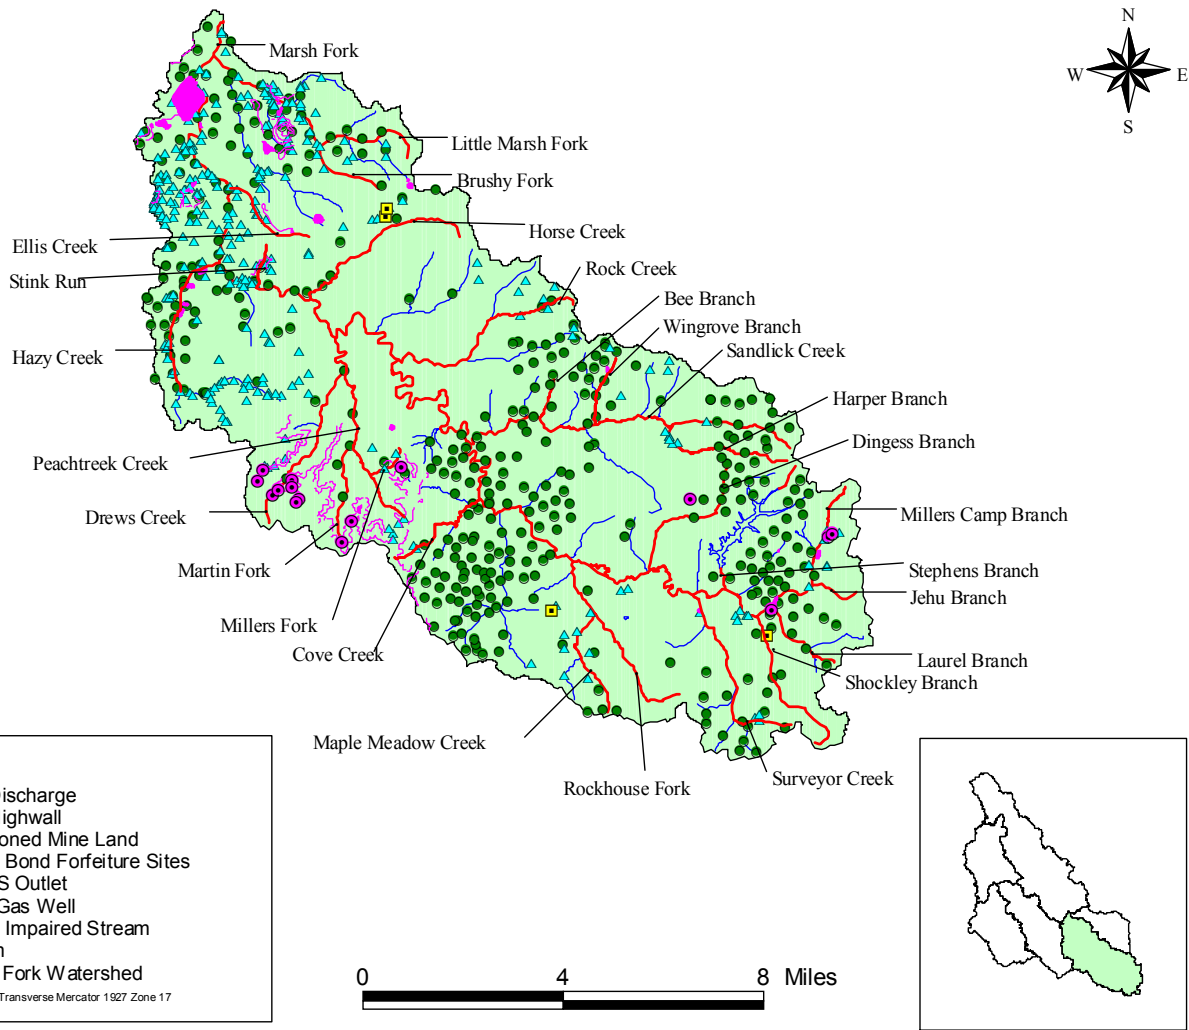 N
W E
S
Marsh Fork
Little Marsh Fork
Brushy Fork
Horse Creek
Ellis Creek
Rock Creek
Stink Run
Bee Branch
Wingrove Branch
Sandlick Creek
Hazy Creek
Harper Branch
Dingess Branch
Peachtreek Creek
Drews Creek
Millers Camp Branch
Martin Fork
Stephens Branch
Jehu Branch
Millers Fork
Cove Creek
Laurel Branch
Shockley Branch
Maple Meadow Creek
Surveyor Creek
Rockhouse Fork
Mine Land
Bond Forfeiture Sites
Outlet
Gas Well
Impaired Stream
Fork Watershed
Transverse Mercator 1927 Zone 17
0 4 8 Miles